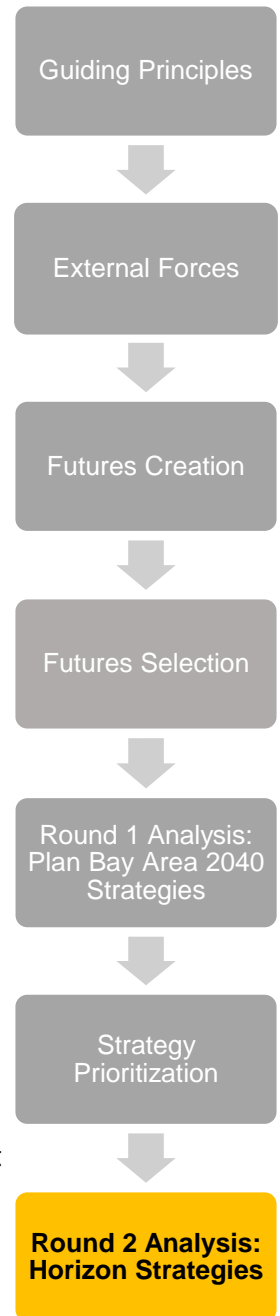 Guiding Principles
External Forces
Futures Creation
Futures Selection
Round 1 Analysis:
Plan Bay Area 2040
Strategies
Strategy
Prioritization
Round 2 Analysis:
Horizon Strategies